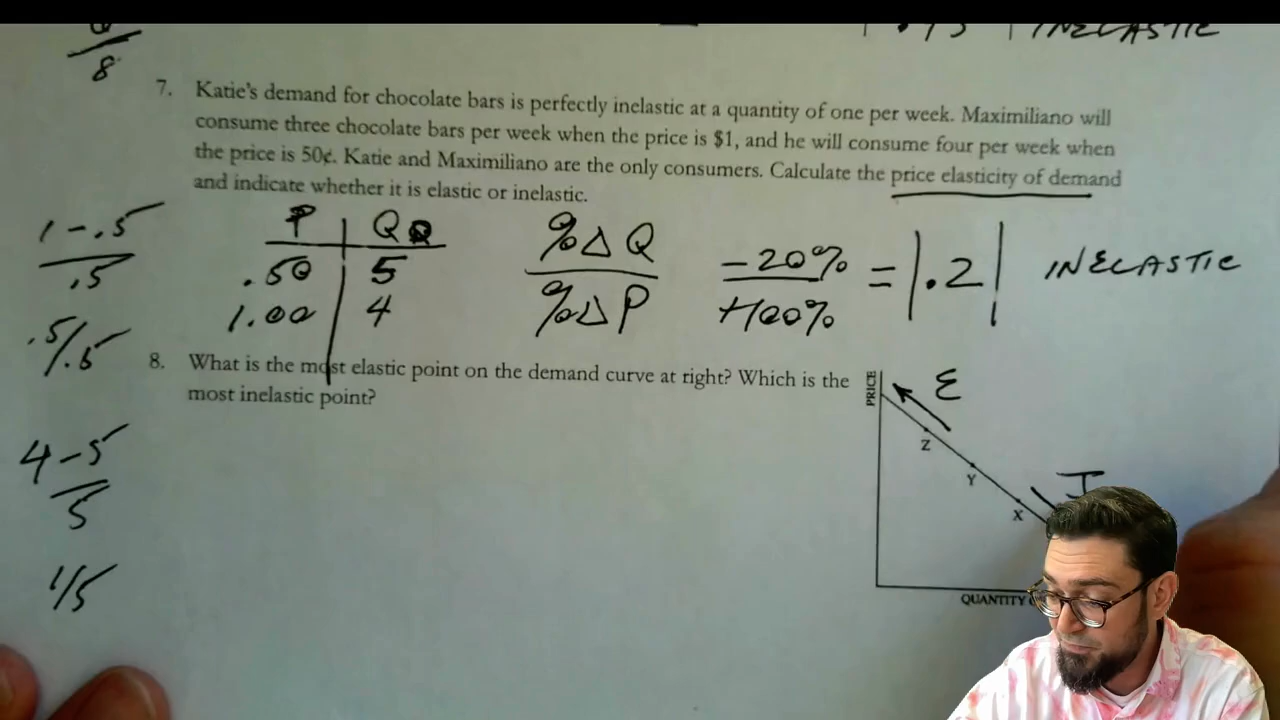 8
INELASTIC
7. Katie's demand for chocolate bars is perfectly inelastic at a quantity of one per week. Maximiliano will
consume three chocolate bars per week when the price is $1, and he will consume four per week when
the price is 50¢. Katie and Maximiliano are the only consumers. Calculate the price elasticity of demand
and indicate whether it is elastic or inelastic.
1-.5
.5
.5/.5
4-5
5
1/5
P Q
.50 5
1.00 4
%ΔQ
%ΔP
-20%
+100%
= |.2| INELASTIC
8. What is the most elastic point on the demand curve at right? Which is the
most inelastic point?
PRICE
E
Z
Y
X
I
QUANTITY